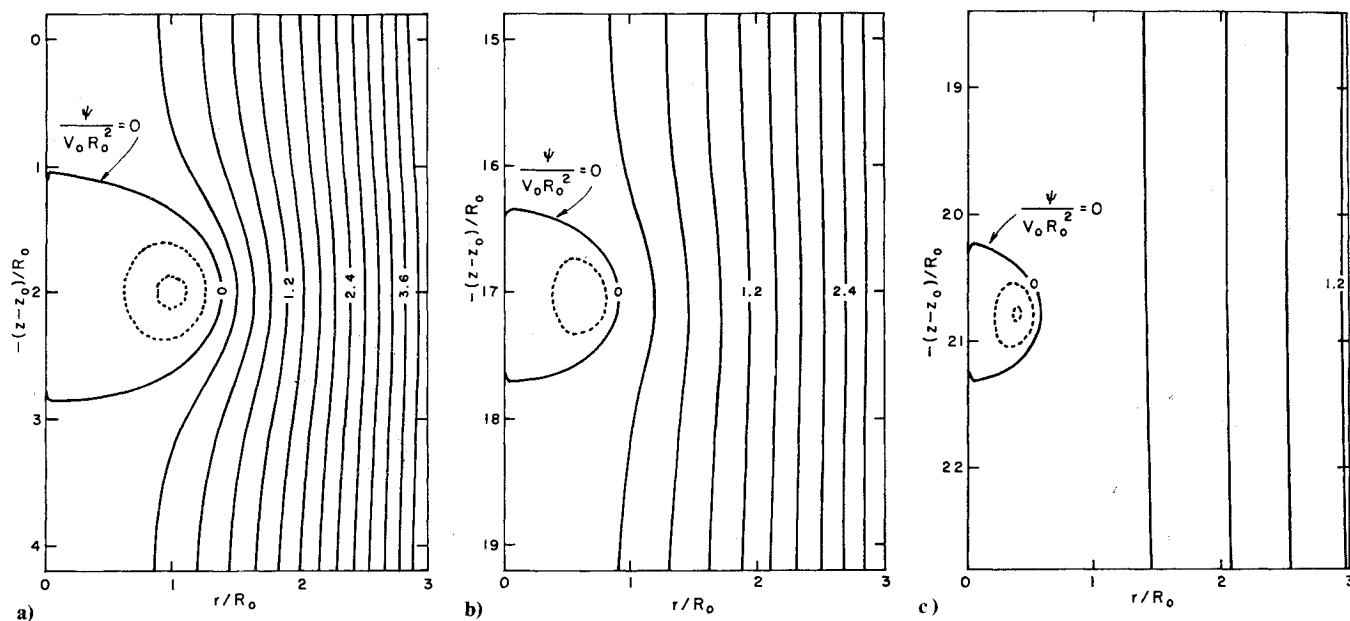 0
1
2
3
4
-(z-z₀)/R₀
ψ/(V₀R₀²) = 0
0
1.2
2.4
3.6
0
1
2
3
r/R₀
a)
15
16
17
18
19
-(z-z₀)/R₀
ψ/(V₀R₀²) = 0
0
1.2
2.4
0
1
2
3
r/R₀
b)
19
20
21
22
-(z-z₀)/R₀
ψ/(V₀R₀²) = 0
0
1.2
0
1
2
3
r/R₀
c)